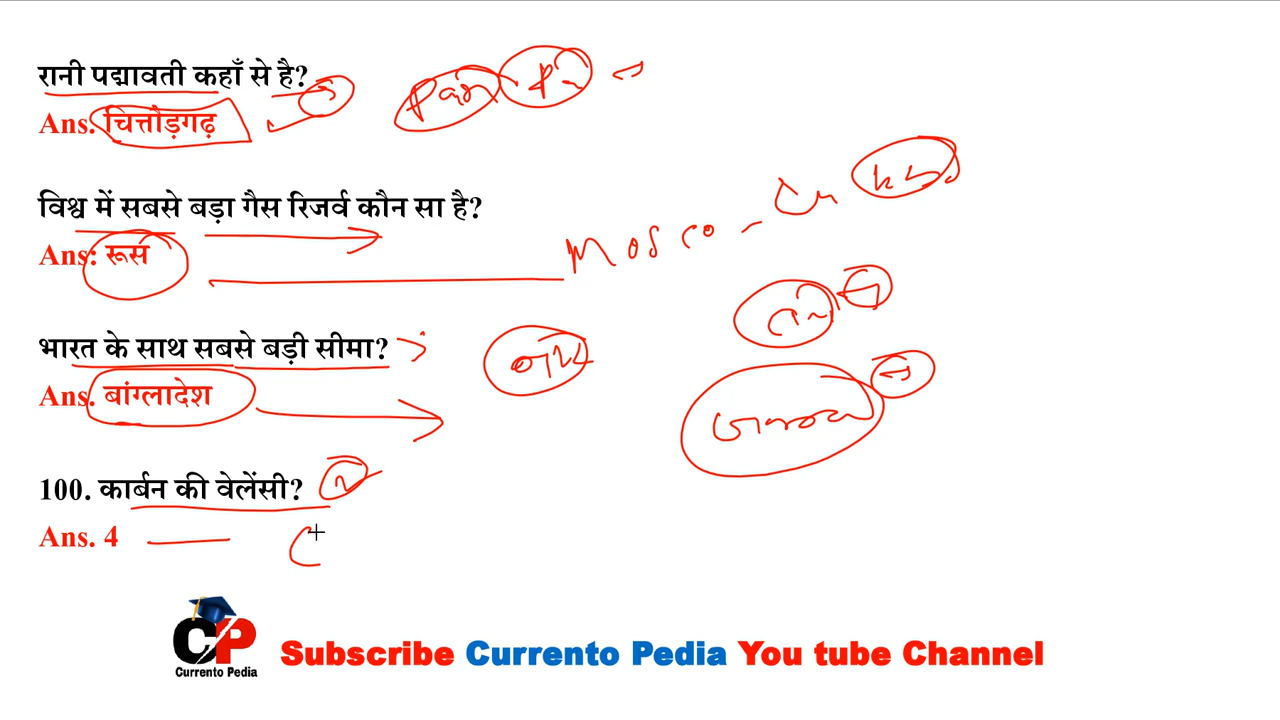 रानी पद्मावती कहाँ से है?
Ans. चित्तौड़गढ़
विश्व में सबसे बड़ा गैस रिजर्व कौन सा है?
Ans: रूस
Mosco
भारत के साथ सबसे बड़ी सीमा?
Ans. बांग्लादेश
100. कार्बन की वेलेंसी?
Ans. 4
CP
Currento Pedia
Subscribe Currento Pedia You tube Channel